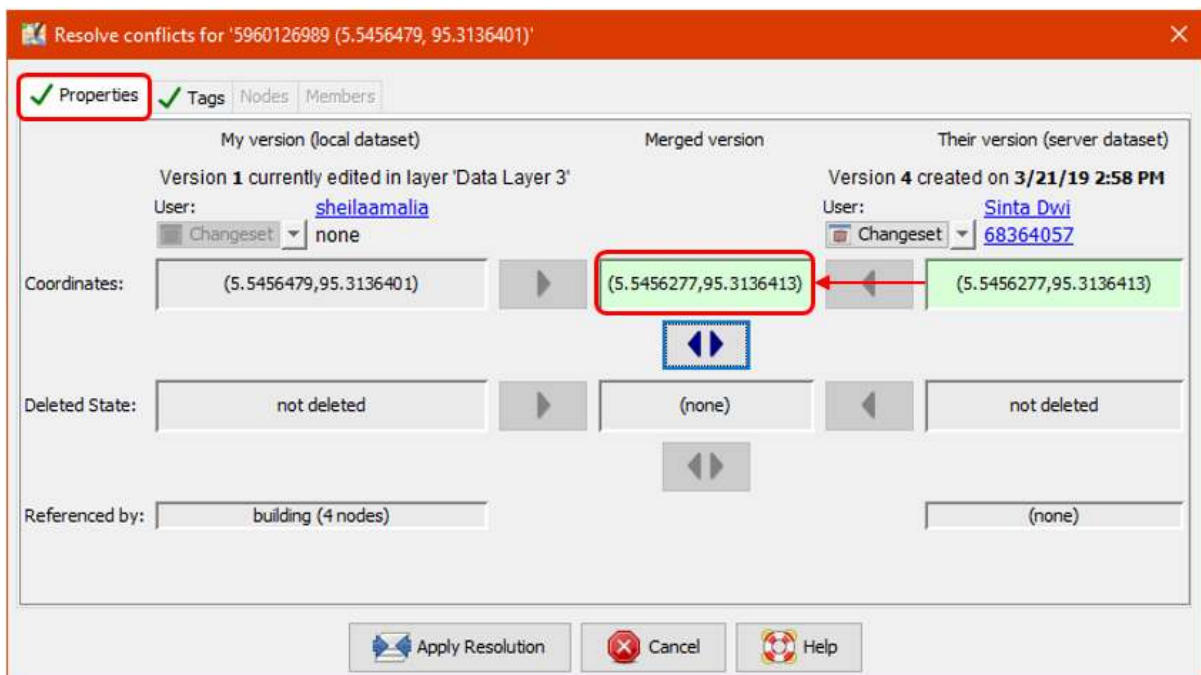 Resolve conflicts for '5960126989 (5.5456479, 95.3136401)'
Properties Tags Nodes Members
My version (local dataset) Merged version Their version (server dataset)
Version 1 currently edited in layer 'Data Layer 3' Version 4 created on 3/21/19 2:58 PM
User: sheilaamalia User: Sinta Dwi
Changeset none Changeset 68364057
Coordinates: (5.5456479,95.3136401) (5.5456277,95.3136413) (5.5456277,95.3136413)
Deleted State: not deleted (none) not deleted
Referenced by: building (4 nodes) (none)
Apply Resolution Cancel Help